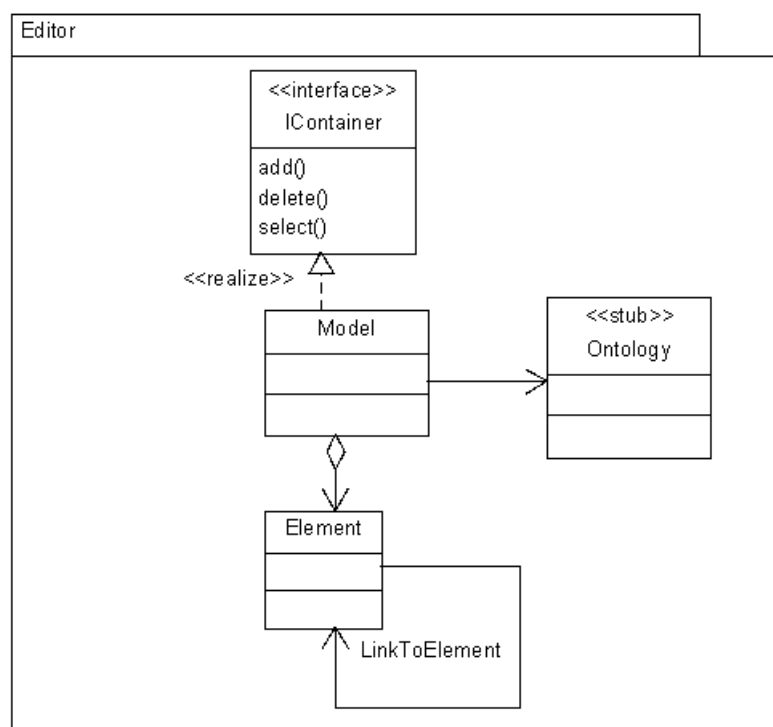 Editor
<<interface>>
IContainer
add()
delete()
select()
<<realize>>
Model
<<stub>>
Ontology
Element
LinkToElement